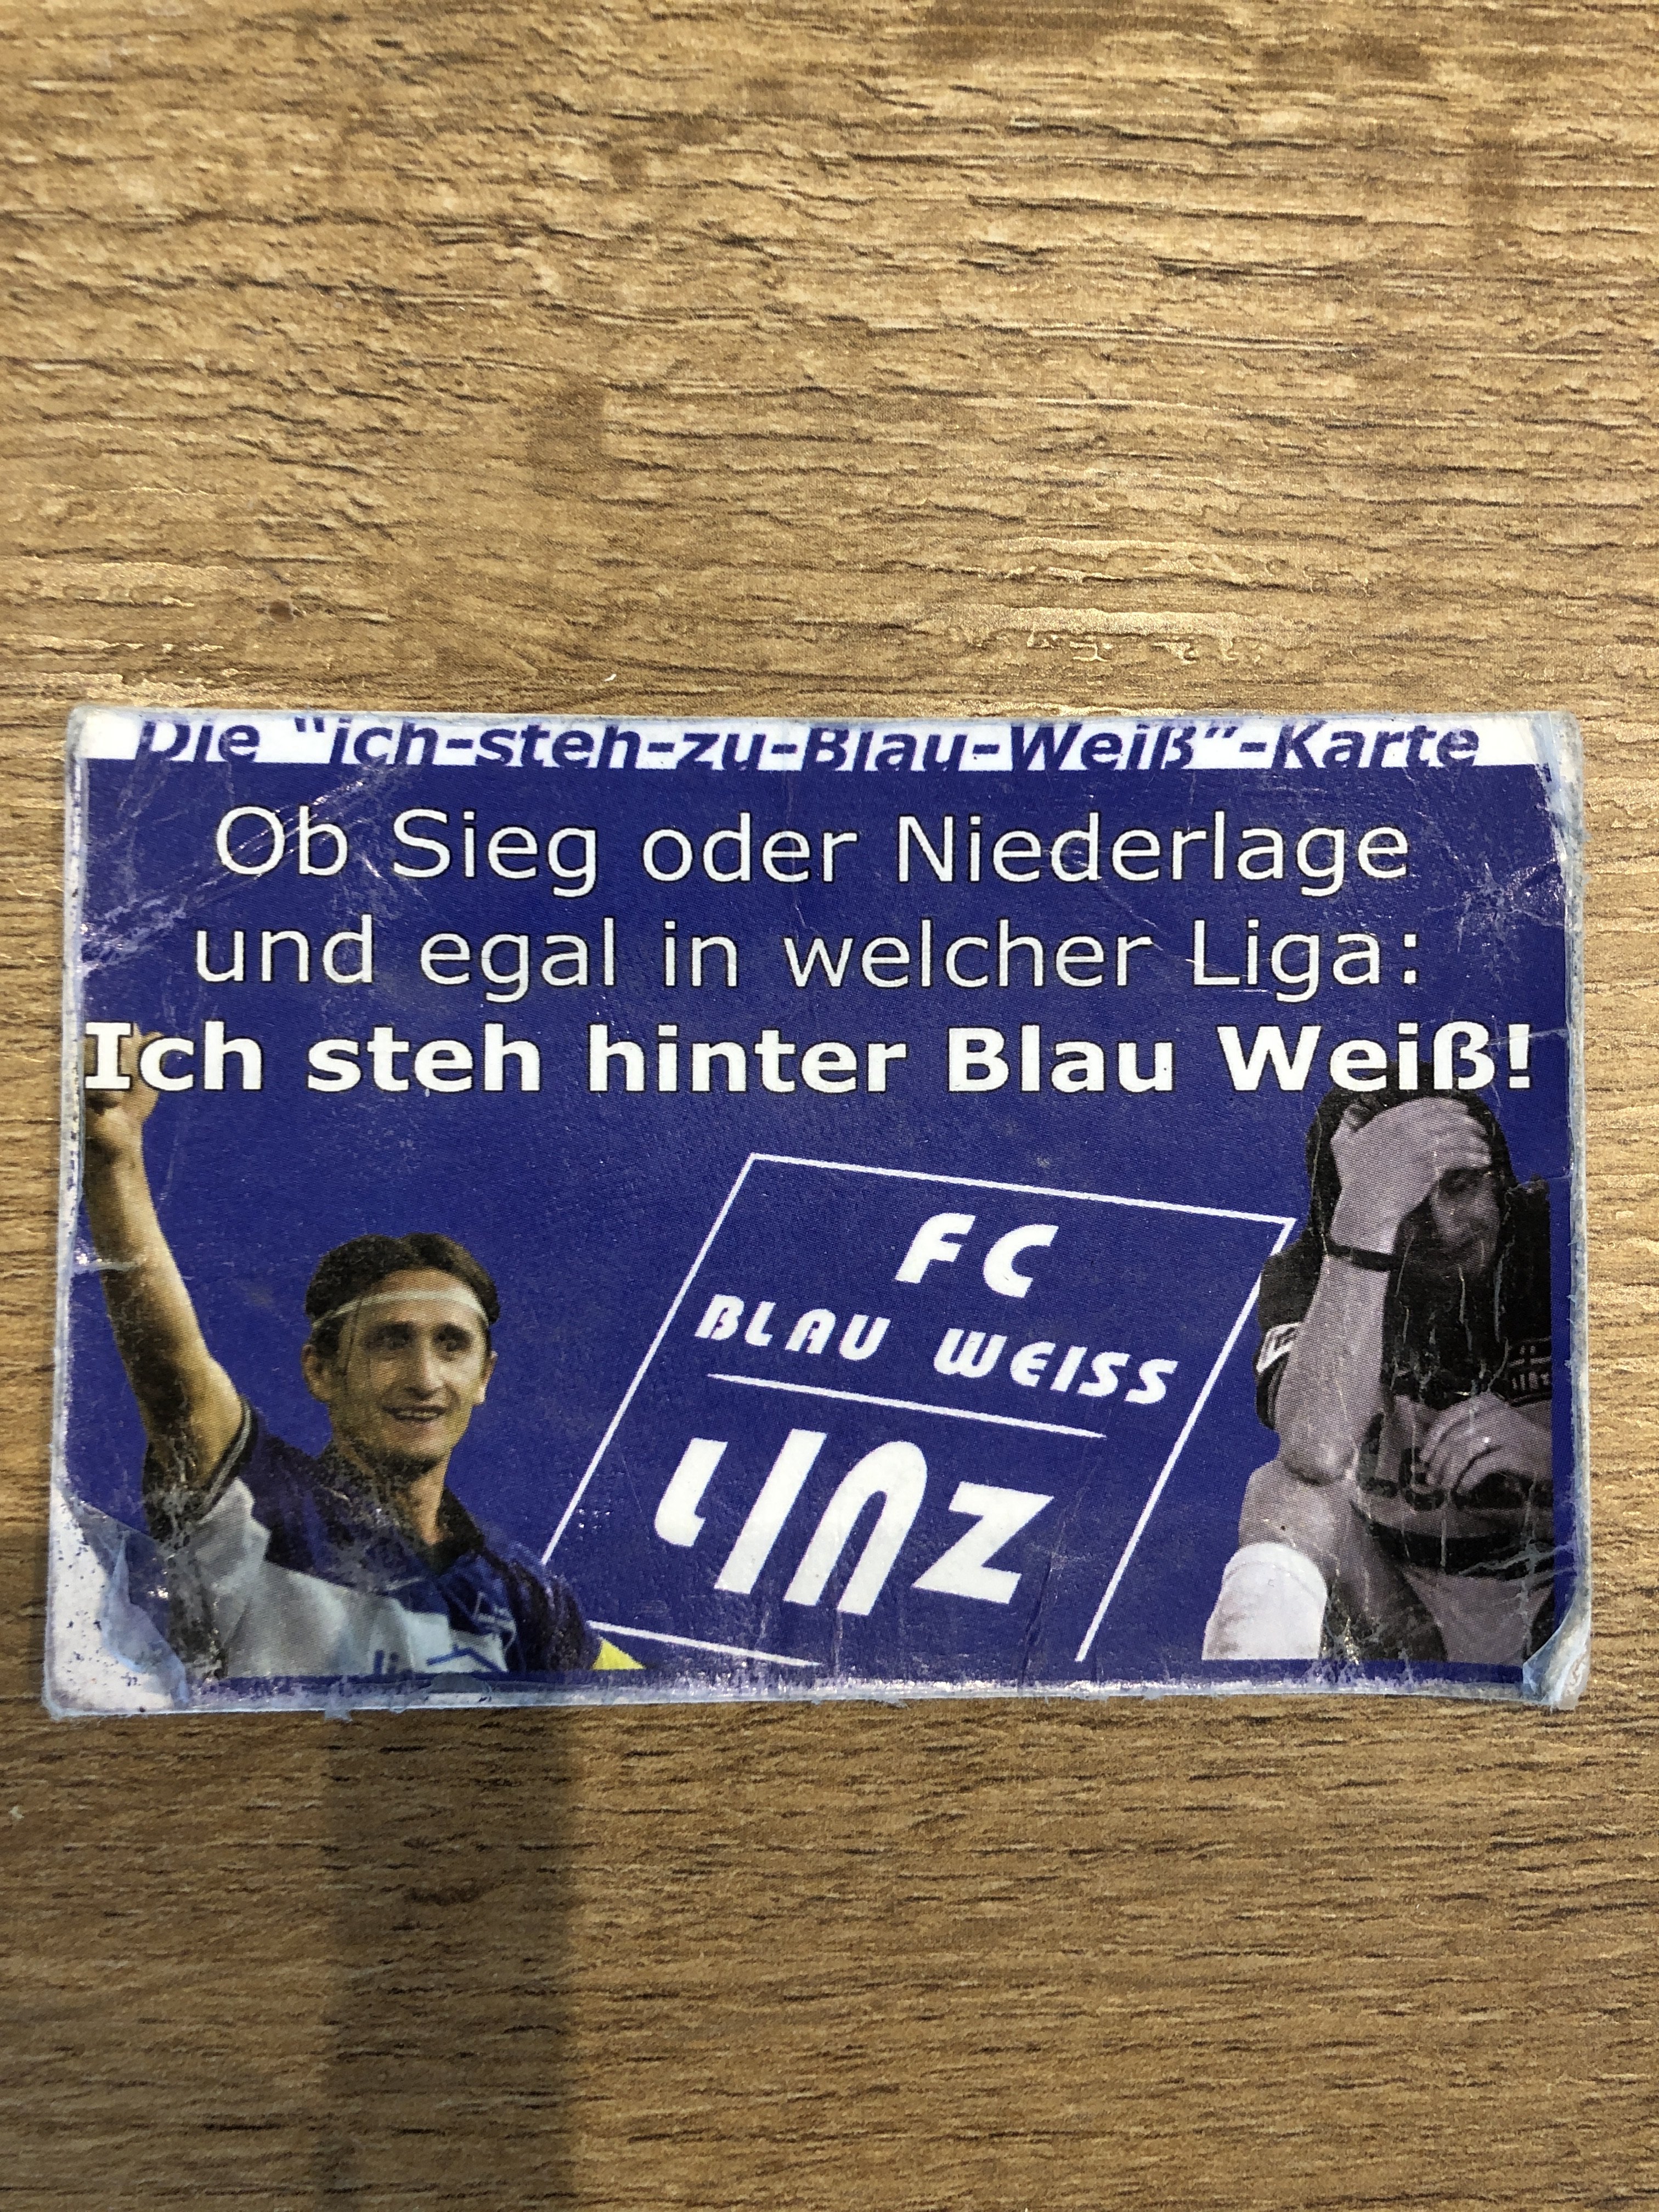 Die "ich-steh-zu-Blau-Weiß"-Karte
Ob Sieg oder Niederlage
und egal in welcher Liga:
Ich steh hinter Blau Weiß!
FC
BLAU WEISS
LINZ